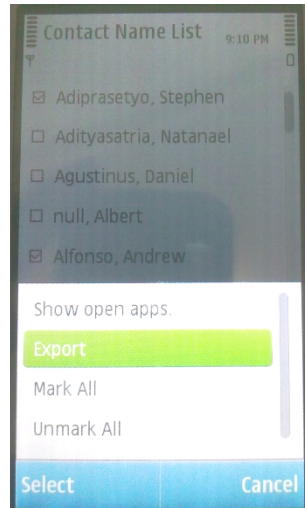 Contact Name List
9:10 PM
Adiprasetyo, Stephen
Adityasatria, Natanael
Agustinus, Daniel
null, Albert
Alfonso, Andrew
Show open apps.
Export
Mark All
Unmark All
Select
Cancel